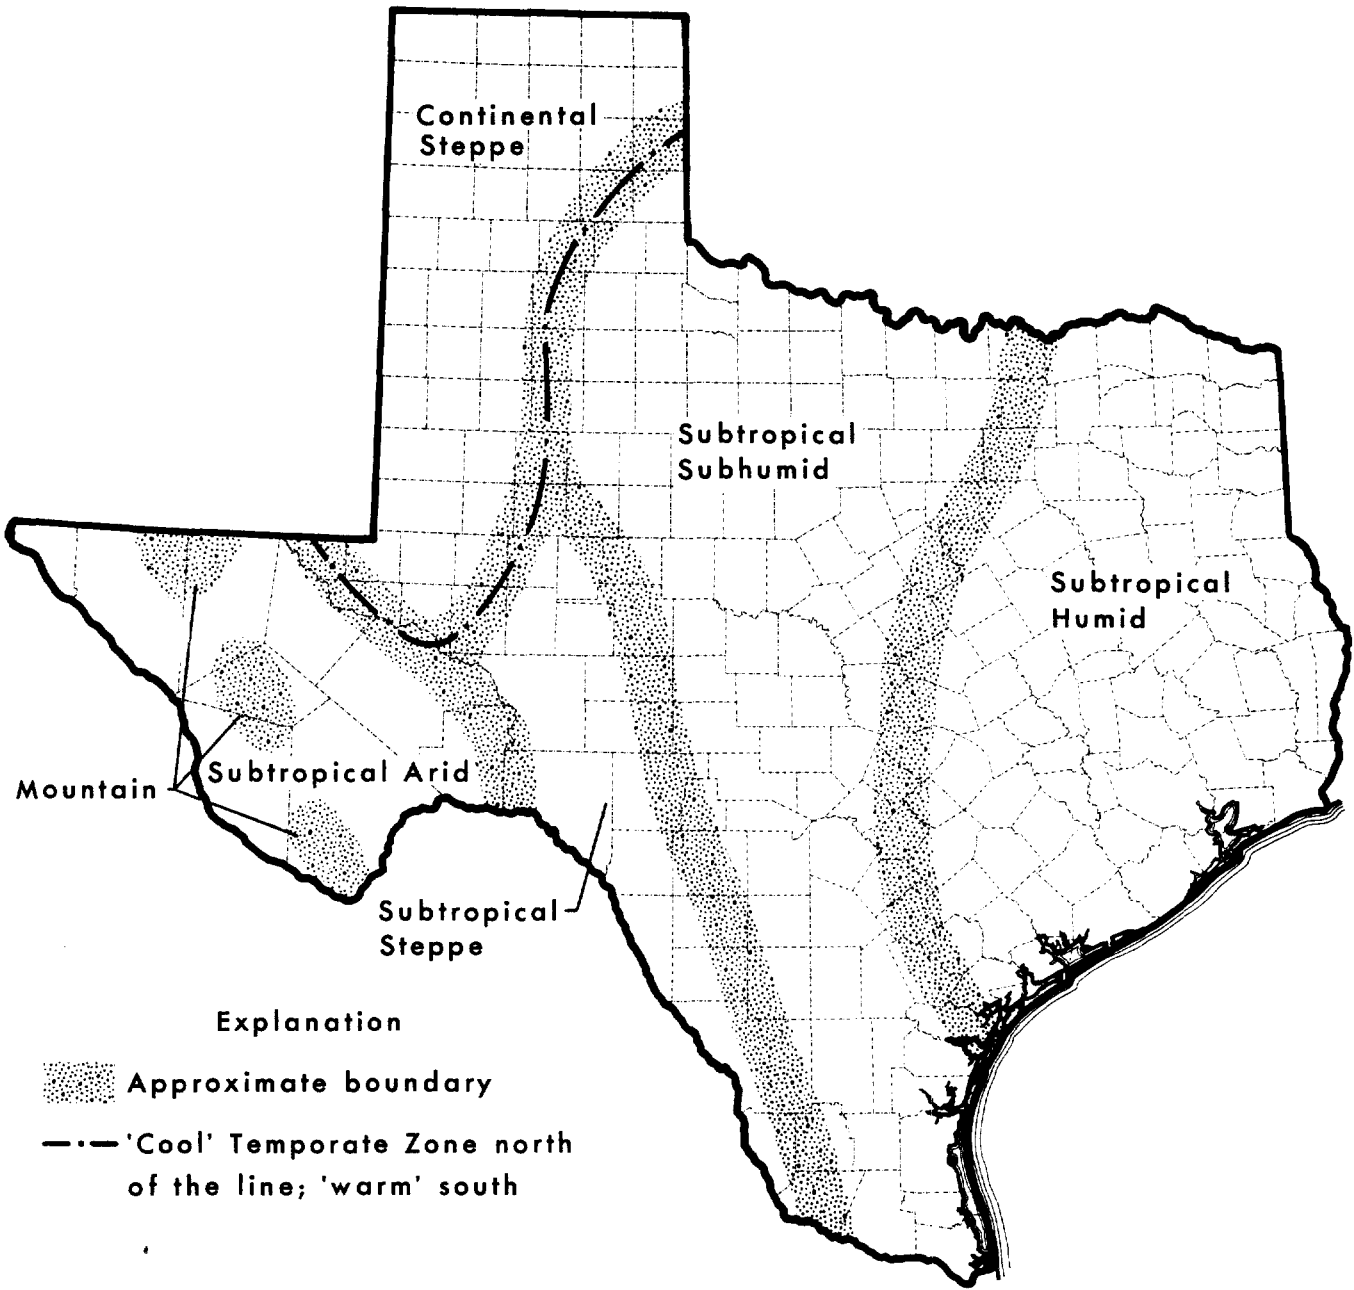 Continental
Steppe
Subtropical
Subhumid
Subtropical
Humid
Mountain
Subtropical Arid
Subtropical
Steppe
Explanation
Approximate boundary
'Cool' Temporate Zone north
of the line; 'warm' south